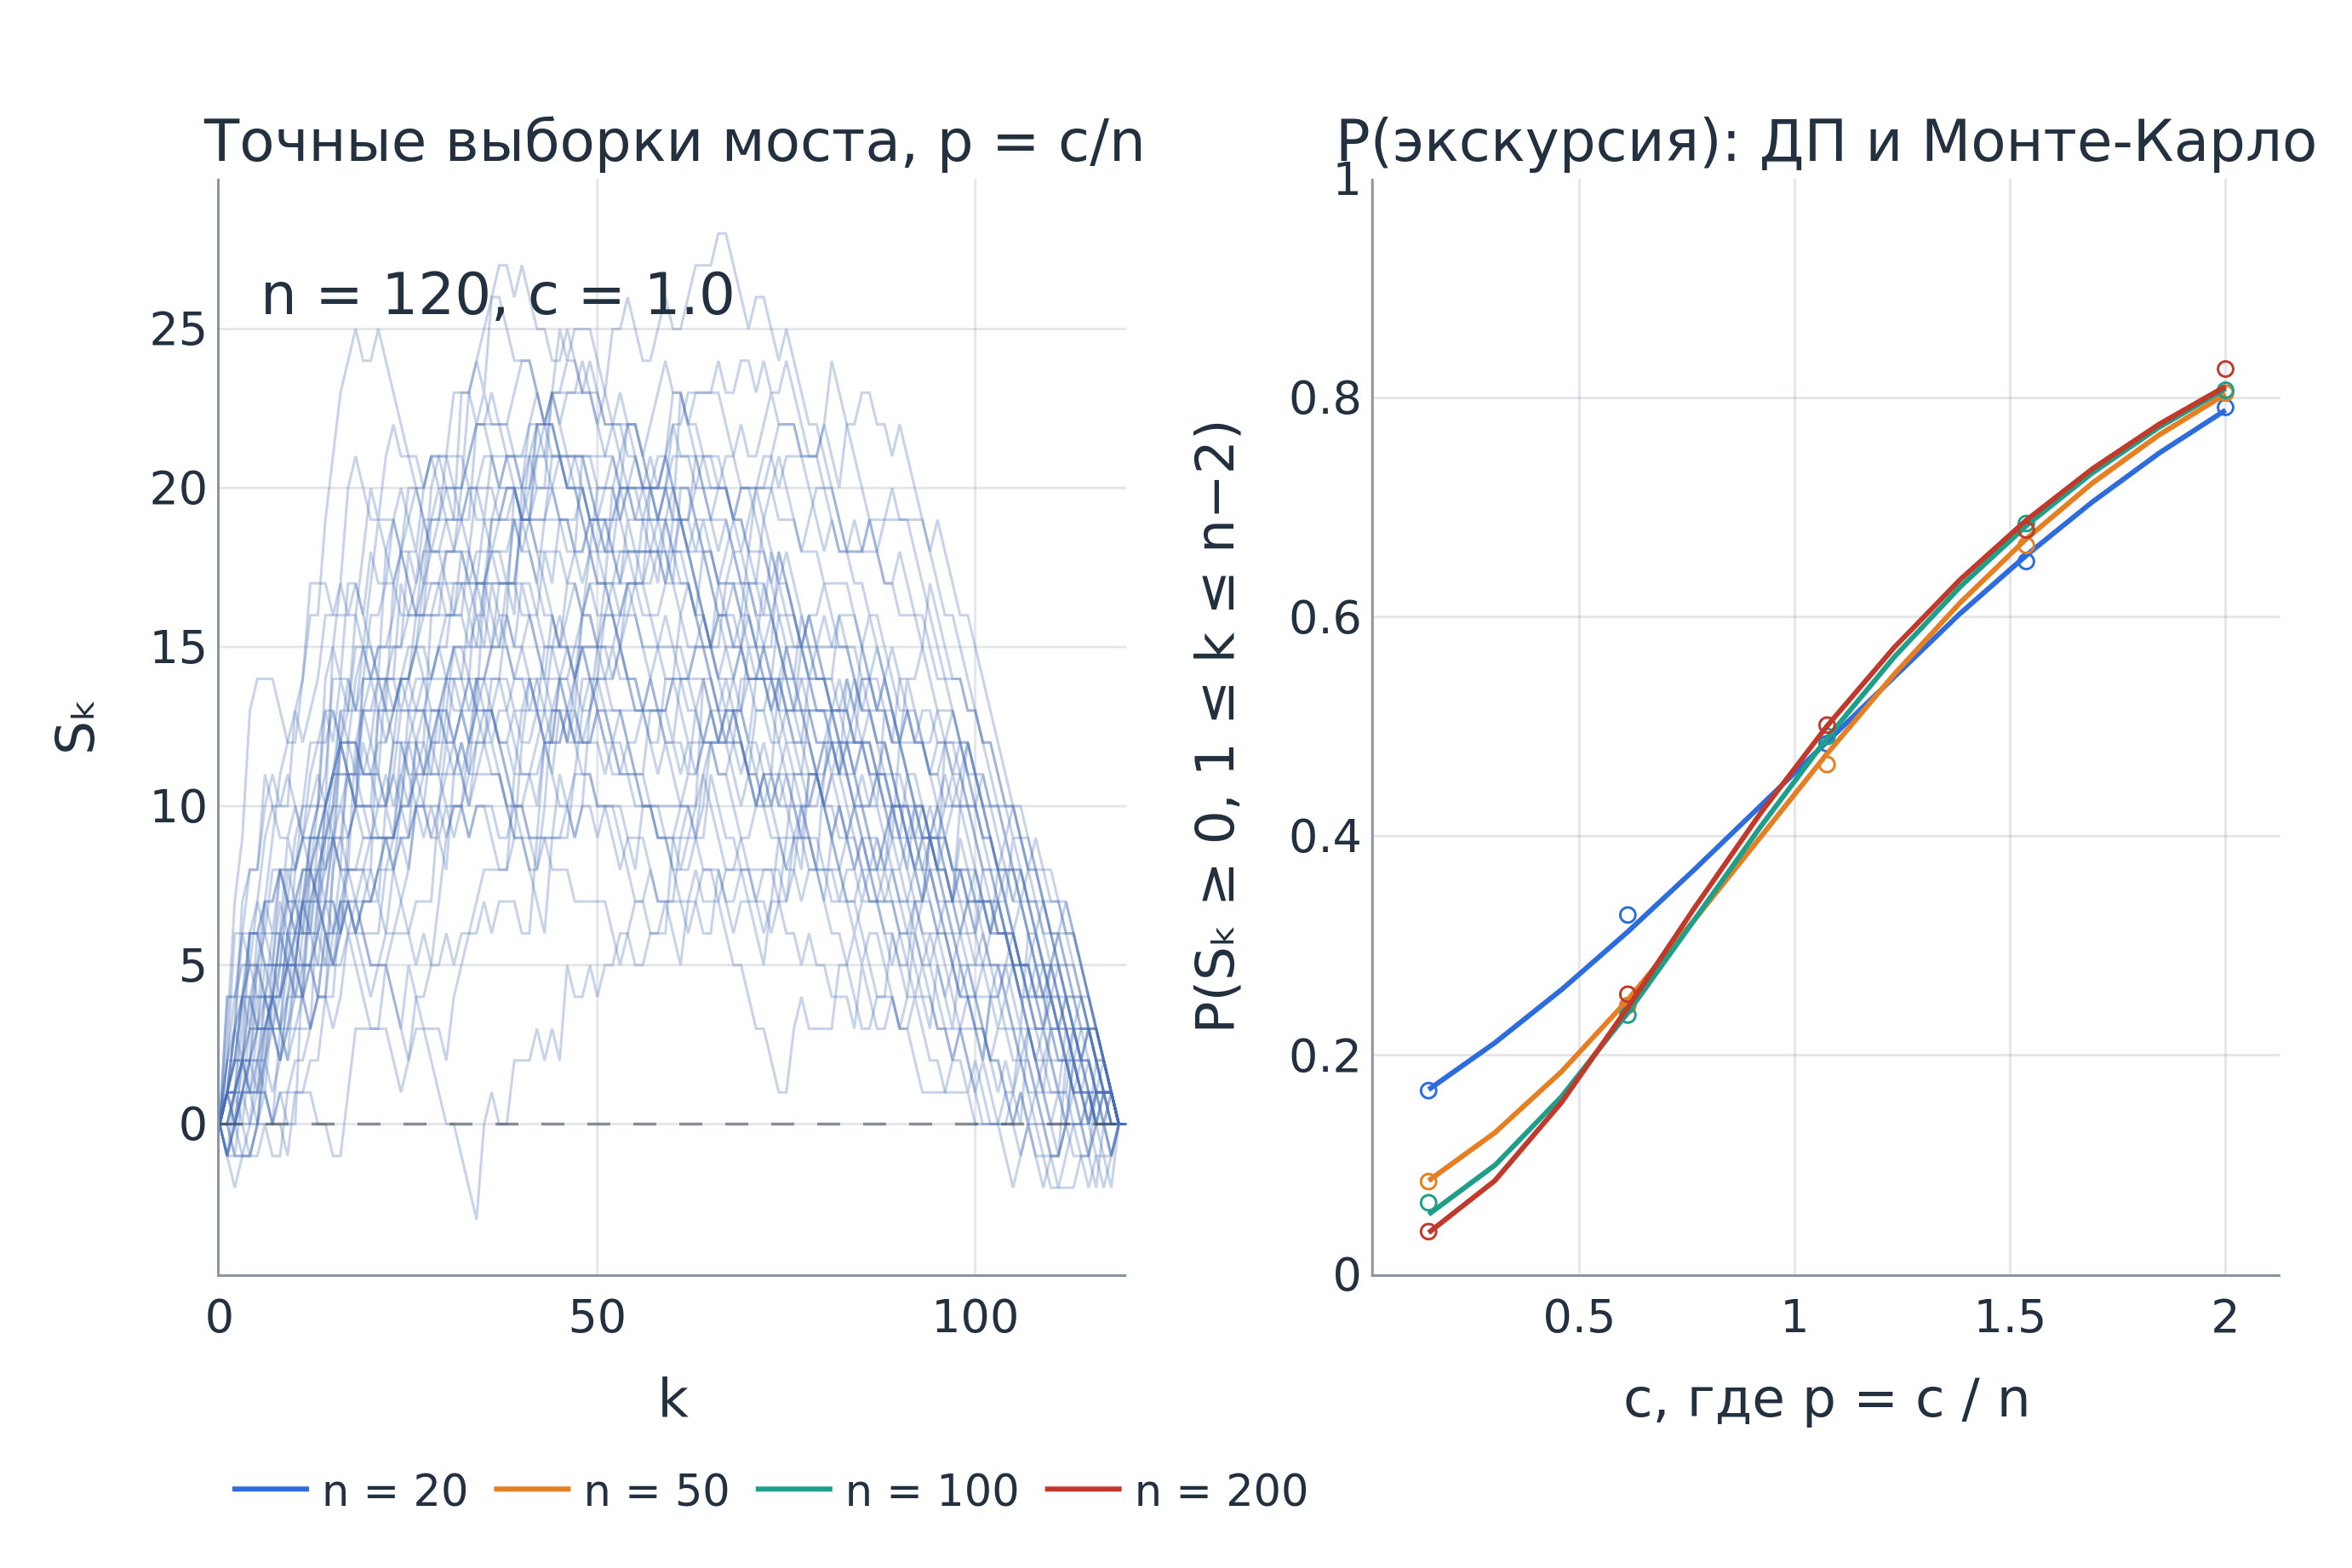 Точные выборки моста, p = c/n
n = 120, c = 1.0
25
20
15
10
5
0
Sₖ
0
50
100
k
P(экскурсия): ДП и Монте-Карло
1
0.8
0.6
0.4
0.2
0
P(Sₖ ≥ 0, 1 ≤ k ≤ n−2)
0.5
1
1.5
2
c, где p = c / n
n = 20
n = 50
n = 100
n = 200